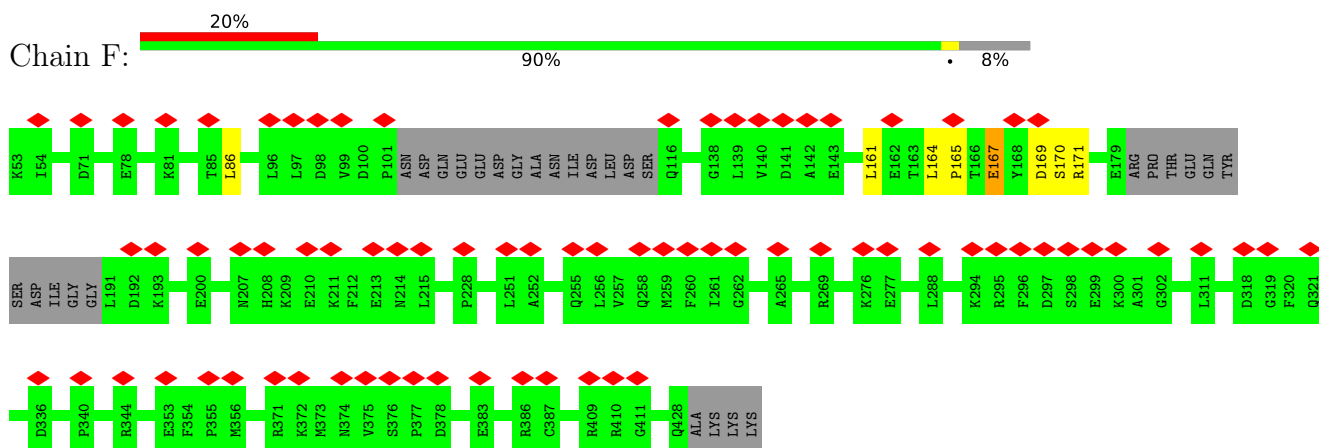 20%
Chain F:
90%
•
8%
K53 I54 D71 E78 K81 T85 L86 L96 L97 D98 V99 D100 P101 ASN ASP GLN GLU GLU ASP GLY ALA ASN ILE ASP LEU ASP SER Q116 G138 L139 V140 D141 A142 E143 L161 E162 T163 L164 P165 T166 E167 Y168 D169 S170 R171 E179 ARG PRO THR GLU GLN TYR
SER ASP ILE GLY GLY L191 D192 K193 E200 N207 H208 K209 E210 K211 F212 E213 N214 L215 P228 L251 A252 Q255 L256 V257 Q258 M259 F260 I261 G262 A265 R269 K276 E277 L288 K294 R295 F296 D297 S298 E299 K300 A301 G302 L311 D318 G319 F320 Q321
D336 P340 R344 E353 F354 P355 M356 R371 K372 M373 N374 V375 S376 P377 D378 E383 R386 C387 R409 R410 G411 Q428 ALA LYS LYS LYS